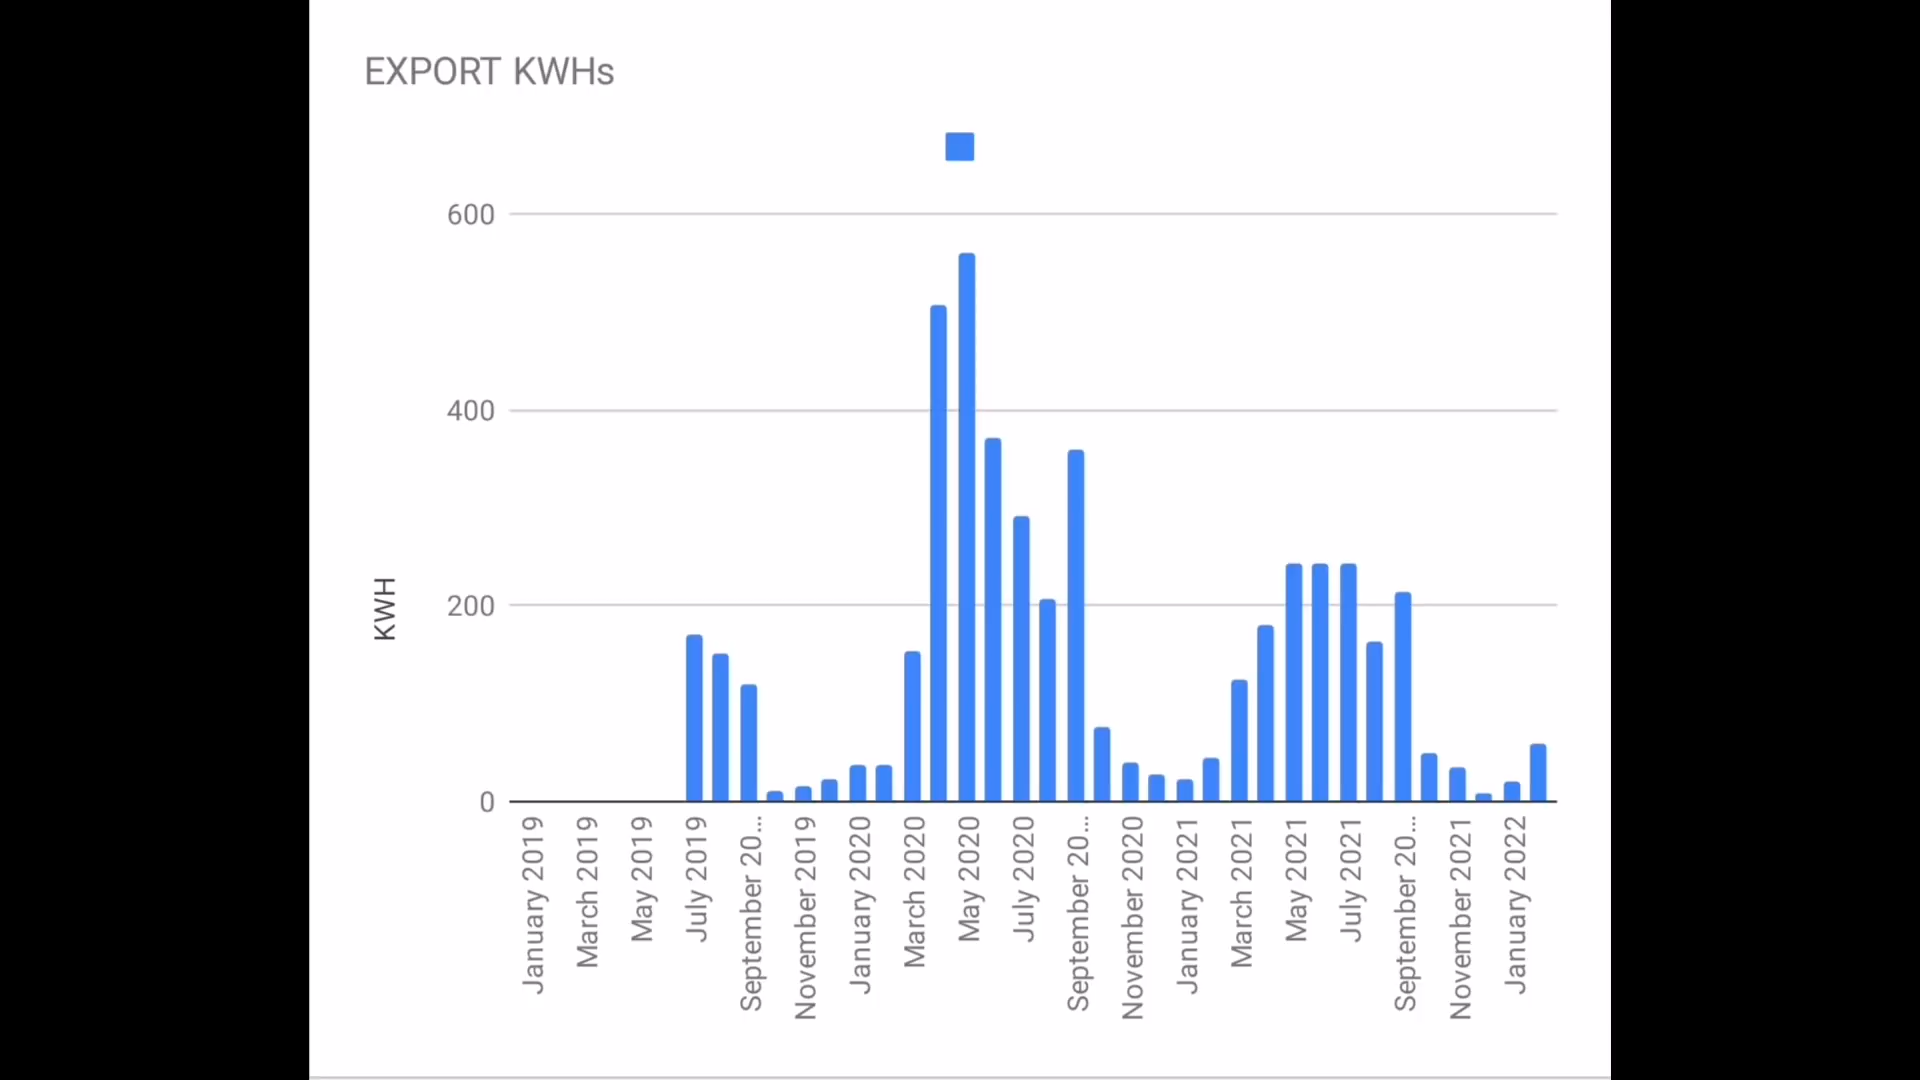 EXPORT KWHs
600
400
200
0
KWH
January 2019
March 2019
May 2019
July 2019
September 20...
November 2019
January 2020
March 2020
May 2020
July 2020
September 20...
November 2020
January 2021
March 2021
May 2021
July 2021
September 20...
November 2021
January 2022